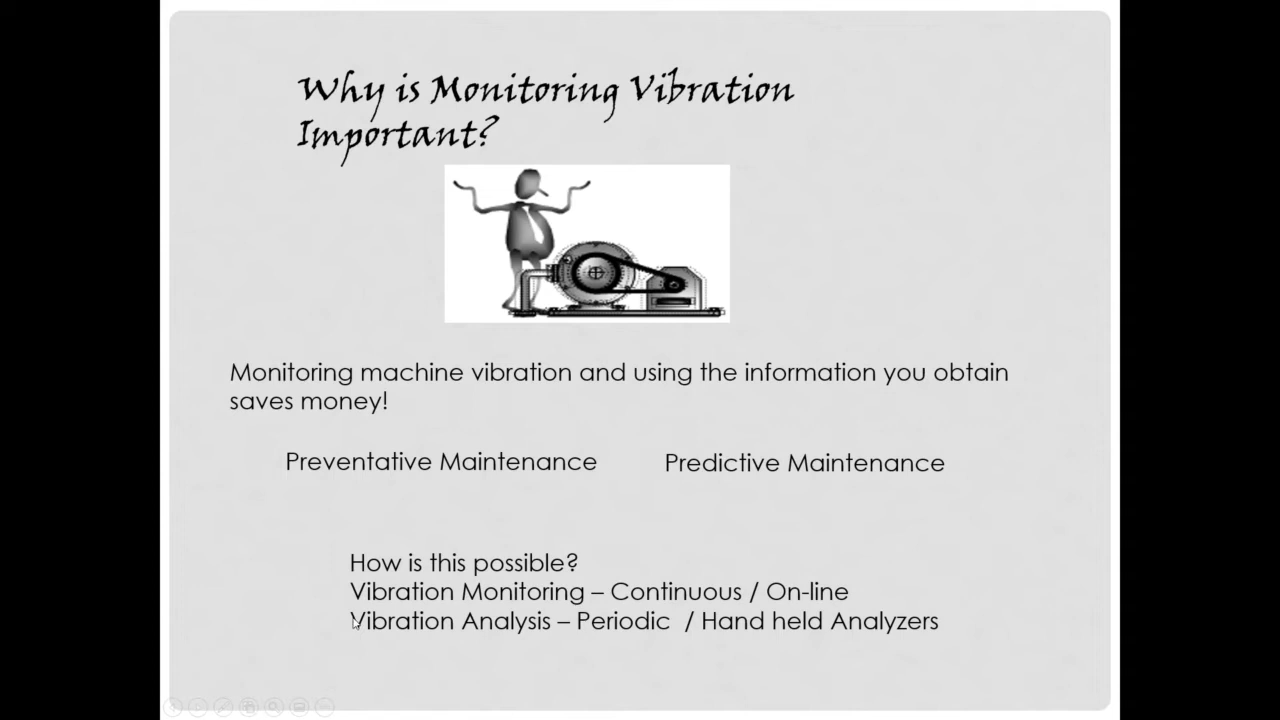 Why is Monitoring Vibration
Important?
Monitoring machine vibration and using the information you obtain
saves money!
Preventative Maintenance Predictive Maintenance
How is this possible?
Vibration Monitoring – Continuous / On-line
Vibration Analysis – Periodic / Hand held Analyzers